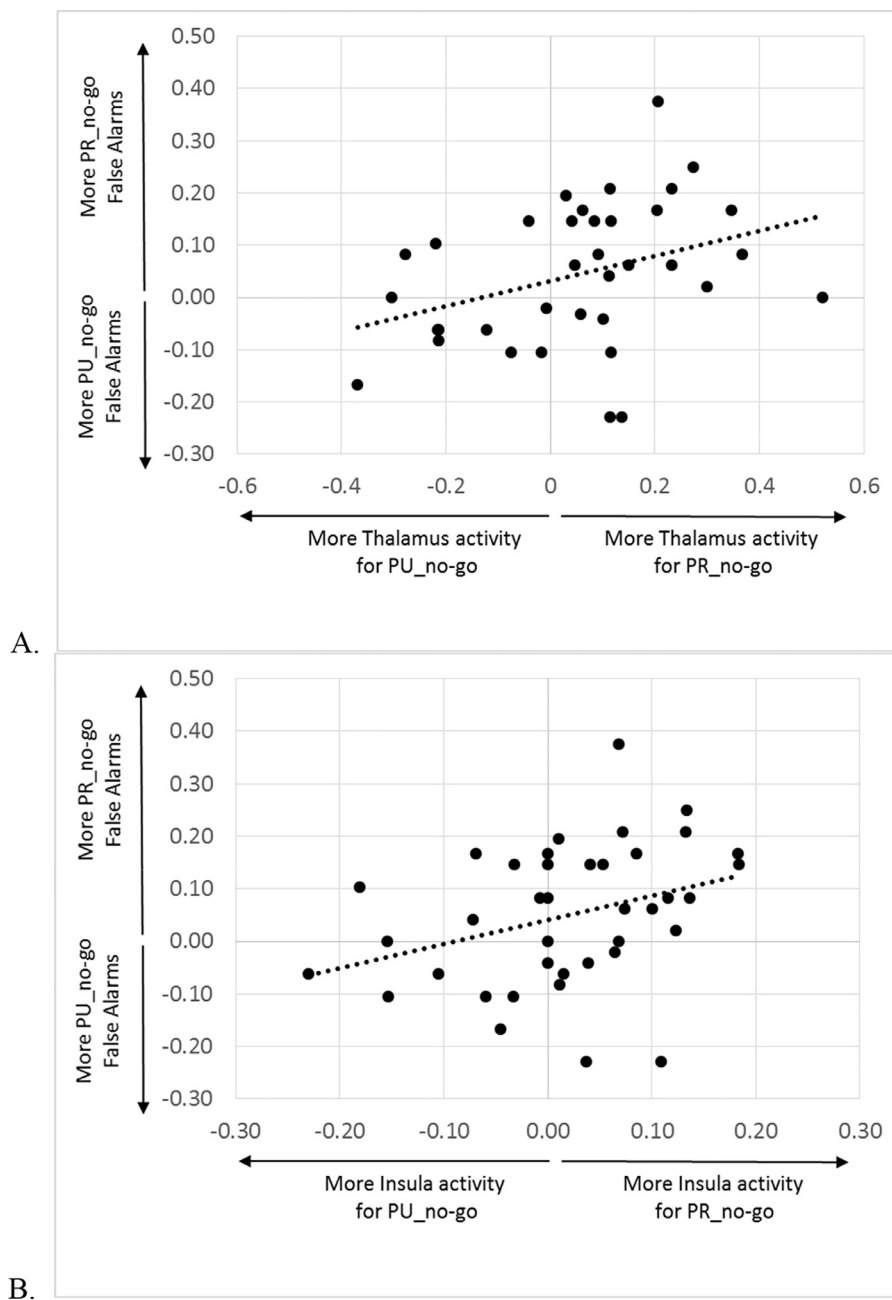 0.50
0.40
0.30
0.20
0.10
0.00
-0.10
-0.20
-0.30
More PR_no-go
False Alarms
More PU_no-go
False Alarms
-0.6 -0.4 -0.2 0 0.2 0.4 0.6
More Thalamus activity
for PU_no-go
More Thalamus activity
for PR_no-go
A.
0.50
0.40
0.30
0.20
0.10
0.00
-0.10
-0.20
-0.30
More PR_no-go
False Alarms
More PU_no-go
False Alarms
-0.30 -0.20 -0.10 0.00 0.10 0.20 0.30
More Insula activity
for PU_no-go
More Insula activity
for PR_no-go
B.